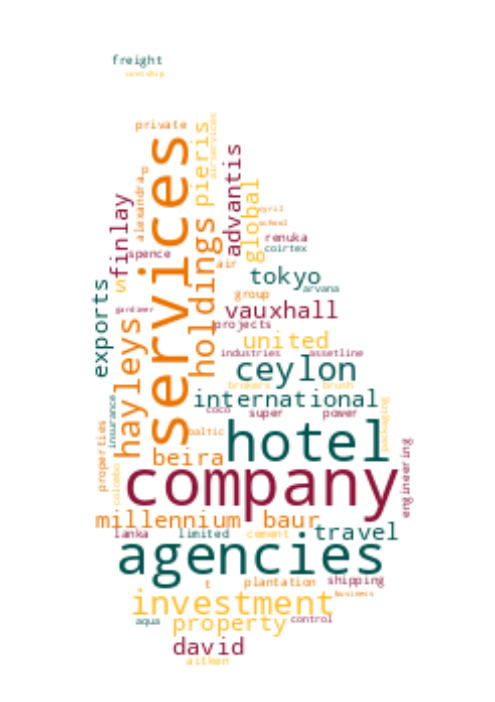 freight
private
services
pieris
airservices
advantis
alexandra
finlay
holdings
global
cyril
school
renuka
coirtex
spence
air
tokyo
arvana
s
exports
group
gardiner
vauxhall
hayleys
projects
united
industries
assetline
ceylon
brokers
brush
international
insurance
coco
super
power
packaging
properties
baltic
hotel
beira
engineering
colombo
company
millennium
baur
lanka
limited
cement
travel
agencies
t
plantation
shipping
business
investment
aqua
property
control
david
aitken